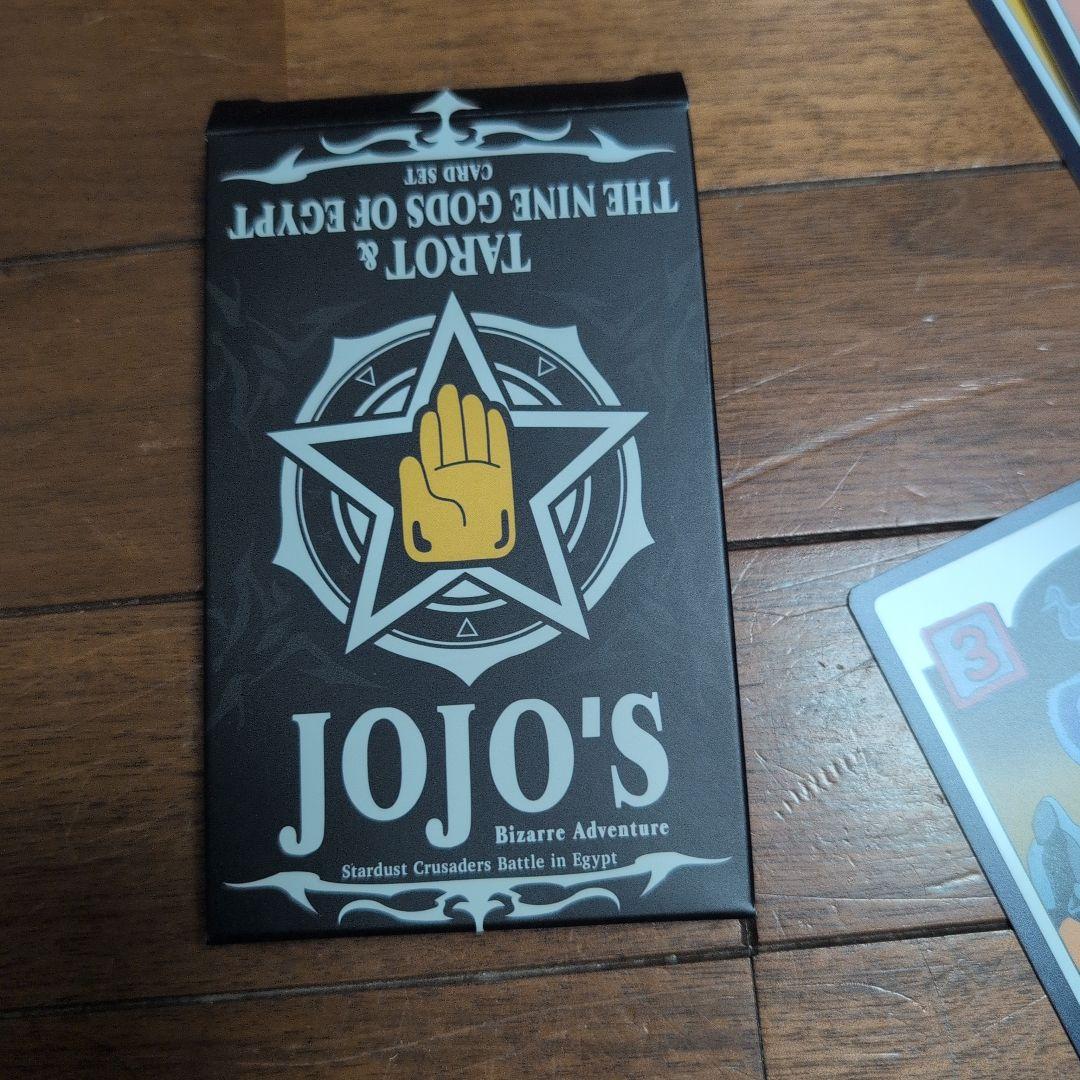 TAROT &
THE NINE GODS OF EGYPT
CARD SET
JOJO'S
Bizarre Adventure
Stardust Crusaders Battle in Egypt
3